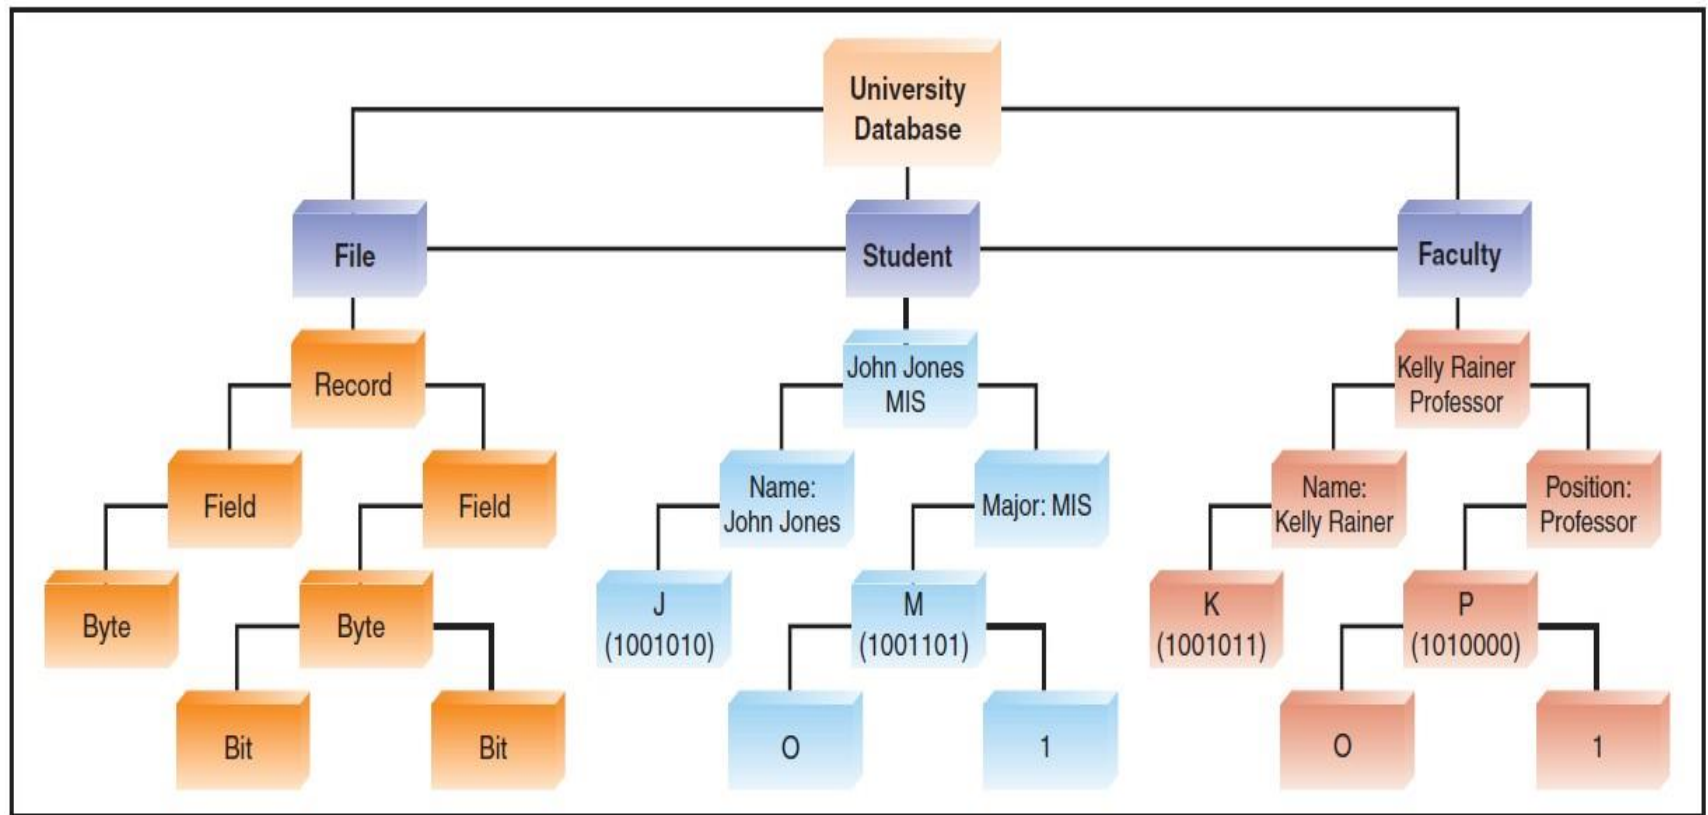 University
Database
File
Student
Faculty
Record
John Jones
MIS
Kelly Rainer
Professor
Field
Field
Name:
John Jones
Major: MIS
Name:
Kelly Rainer
Position:
Professor
Byte
Byte
J
(1001010)
M
(1001101)
K
(1001011)
P
(1010000)
Bit
Bit
O
1
O
1